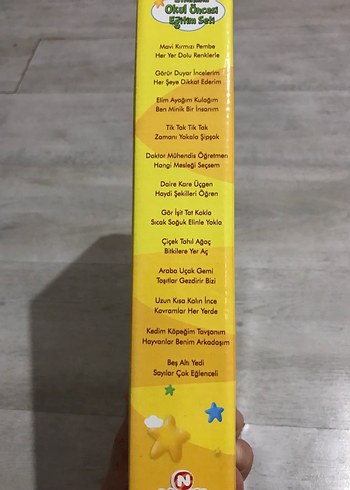 Okul Öncesi
Eğitim Seti
Mavi Kırmızı Pembe
Her Yer Dolu Renklerle
Görür Duyar İncelerim
Her Şeye Dikkat Ederim
Elim Ayağım Kulağım
Ben Minik Bir İnsanım
Tik Tak Tik Tak
Zamanı Yakala Şipşak
Doktor Mühendis Öğretmen
Hangi Mesleği Seçsem
Daire Kare Üçgen
Haydi Şekilleri Öğren
Gör İşit Tat Kokla
Sıcak Soğuk Elinle Yokla
Çiçek Tahıl Ağaç
Bitkilere Yer Aç
Araba Uçak Gemi
Taşıtlar Gezdirir Bizi
Uzun Kısa Kalın İnce
Kavramlar Her Yerde
Kedim Köpeğim Tavşanım
Hayvanlar Benim Arkadaşım
Beş Altı Yedi
Sayılar Çok Eğlenceli
N